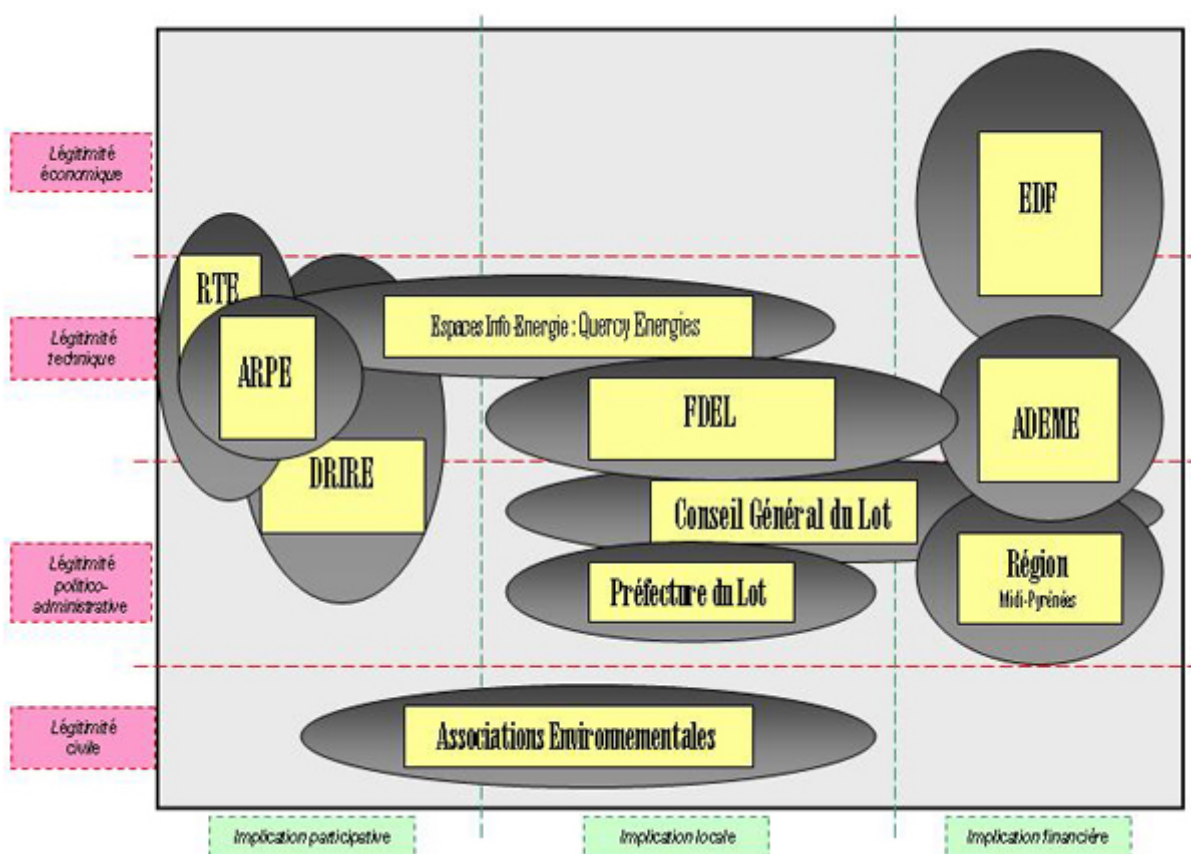 Légitimité
économique
EDF
RTE
Légitimité
technique
Espaces Info-Energie : Quercy Energies
ARPE
FDEL
ADEME
DRIRE
Conseil Général du Lot
Légitimité
politico-
administrative
Préfecture du Lot
Région
Midi-Pyrénées
Légitimité
civile
Associations Environnementales
Implication participative
Implication locale
Implication financière